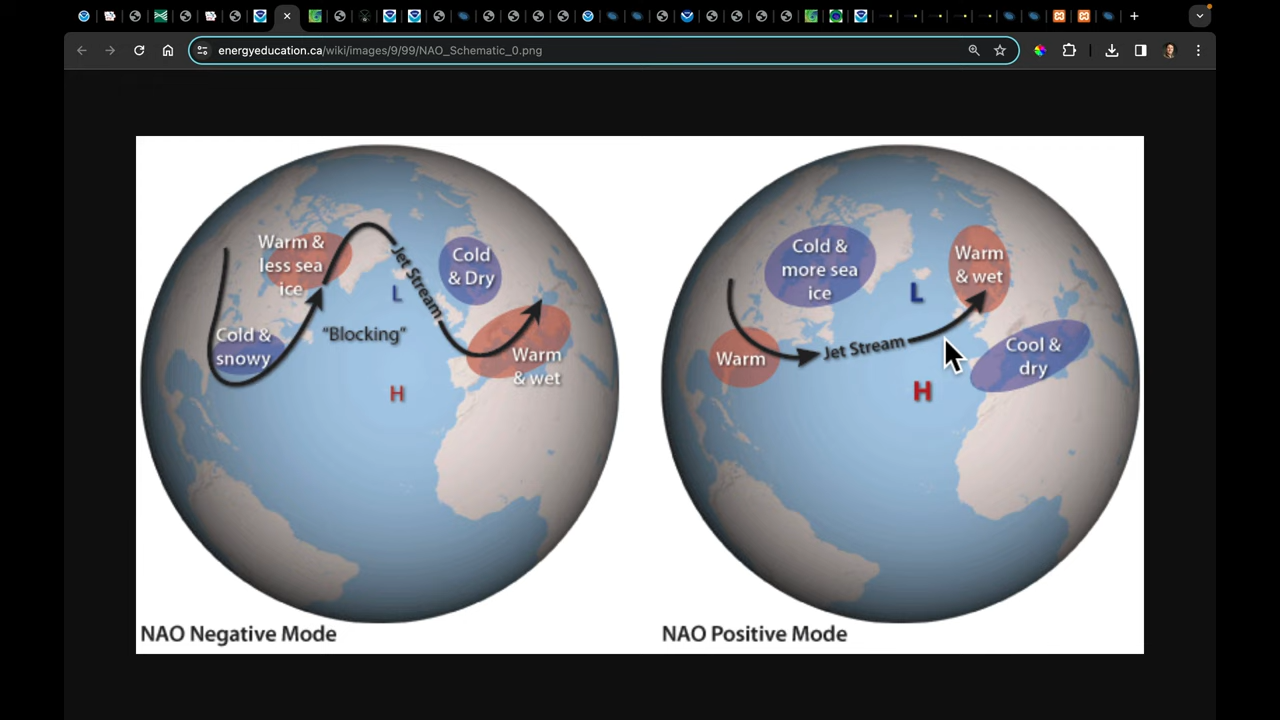 energyeducation.ca/wiki/images/9/99/NAO_Schematic_0.png
Warm &
less sea
ice
Cold &
snowy
"Blocking"
Jet Stream
L
H
Cold
& Dry
Warm
& wet
NAO Negative Mode
Cold &
more sea
ice
Warm
Jet Stream
L
H
Warm
& wet
Cool &
dry
NAO Positive Mode